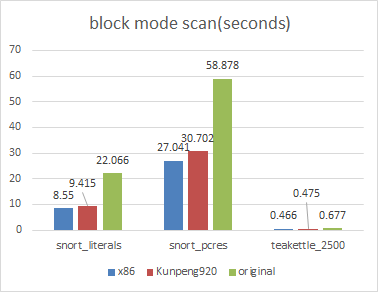 block mode scan(seconds)
70
60
50
40
30
20
10
0
8.55
9.415
22.066
27.041
30.702
58.878
0.466
0.475
0.677
snort_literals
snort_pcres
teakettle_2500
x86
Kunpeng920
original